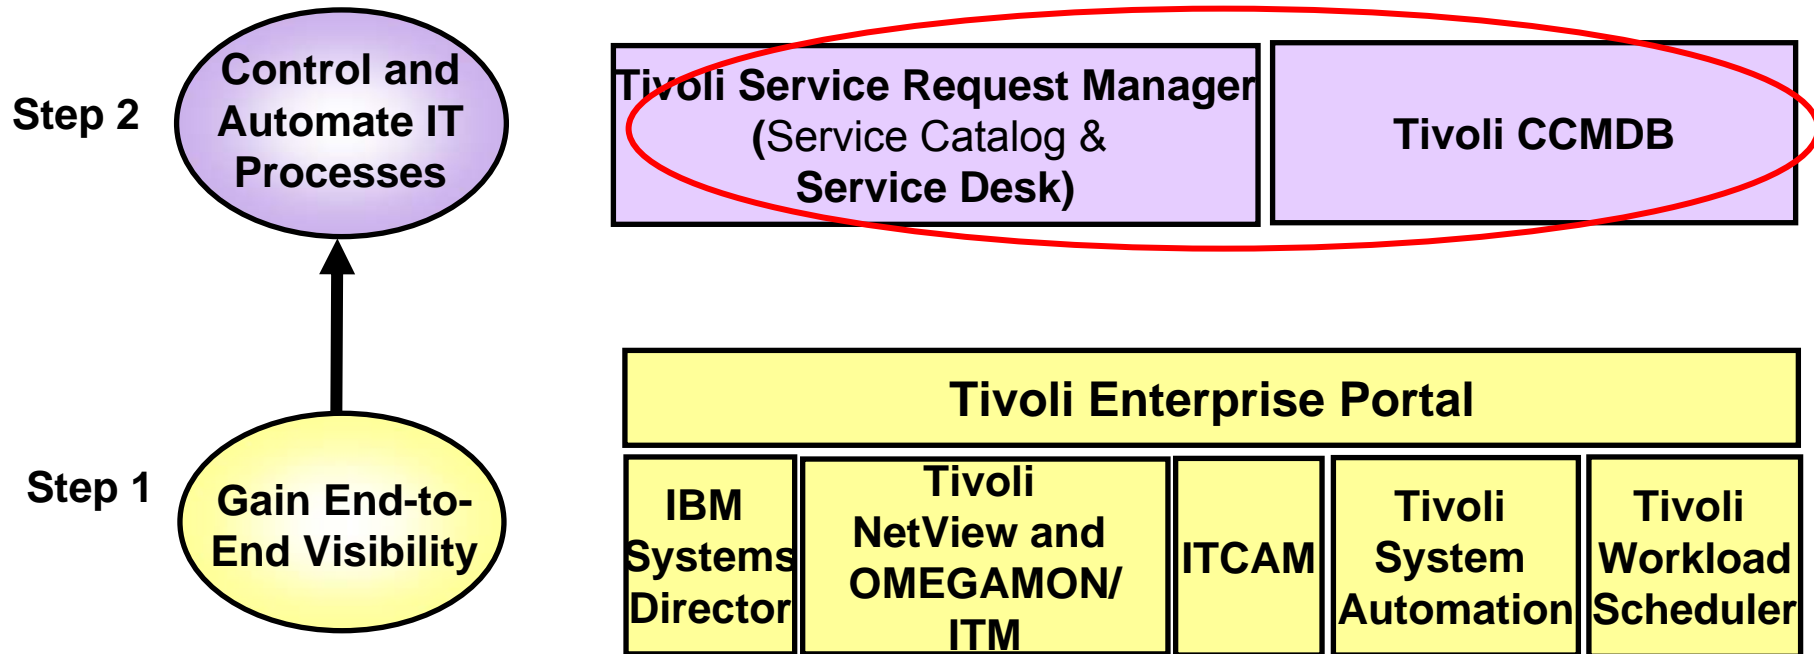 Step 2
Control and
Automate IT
Processes
Tivoli Service Request Manager
(Service Catalog &
Service Desk)
Tivoli CCMDB
Tivoli Enterprise Portal
Step 1
Gain End-to-
End Visibility
IBM
Systems
Director
Tivoli
NetView and
OMEGAMON/
ITM
ITCAM
Tivoli
System
Automation
Tivoli
Workload
Scheduler